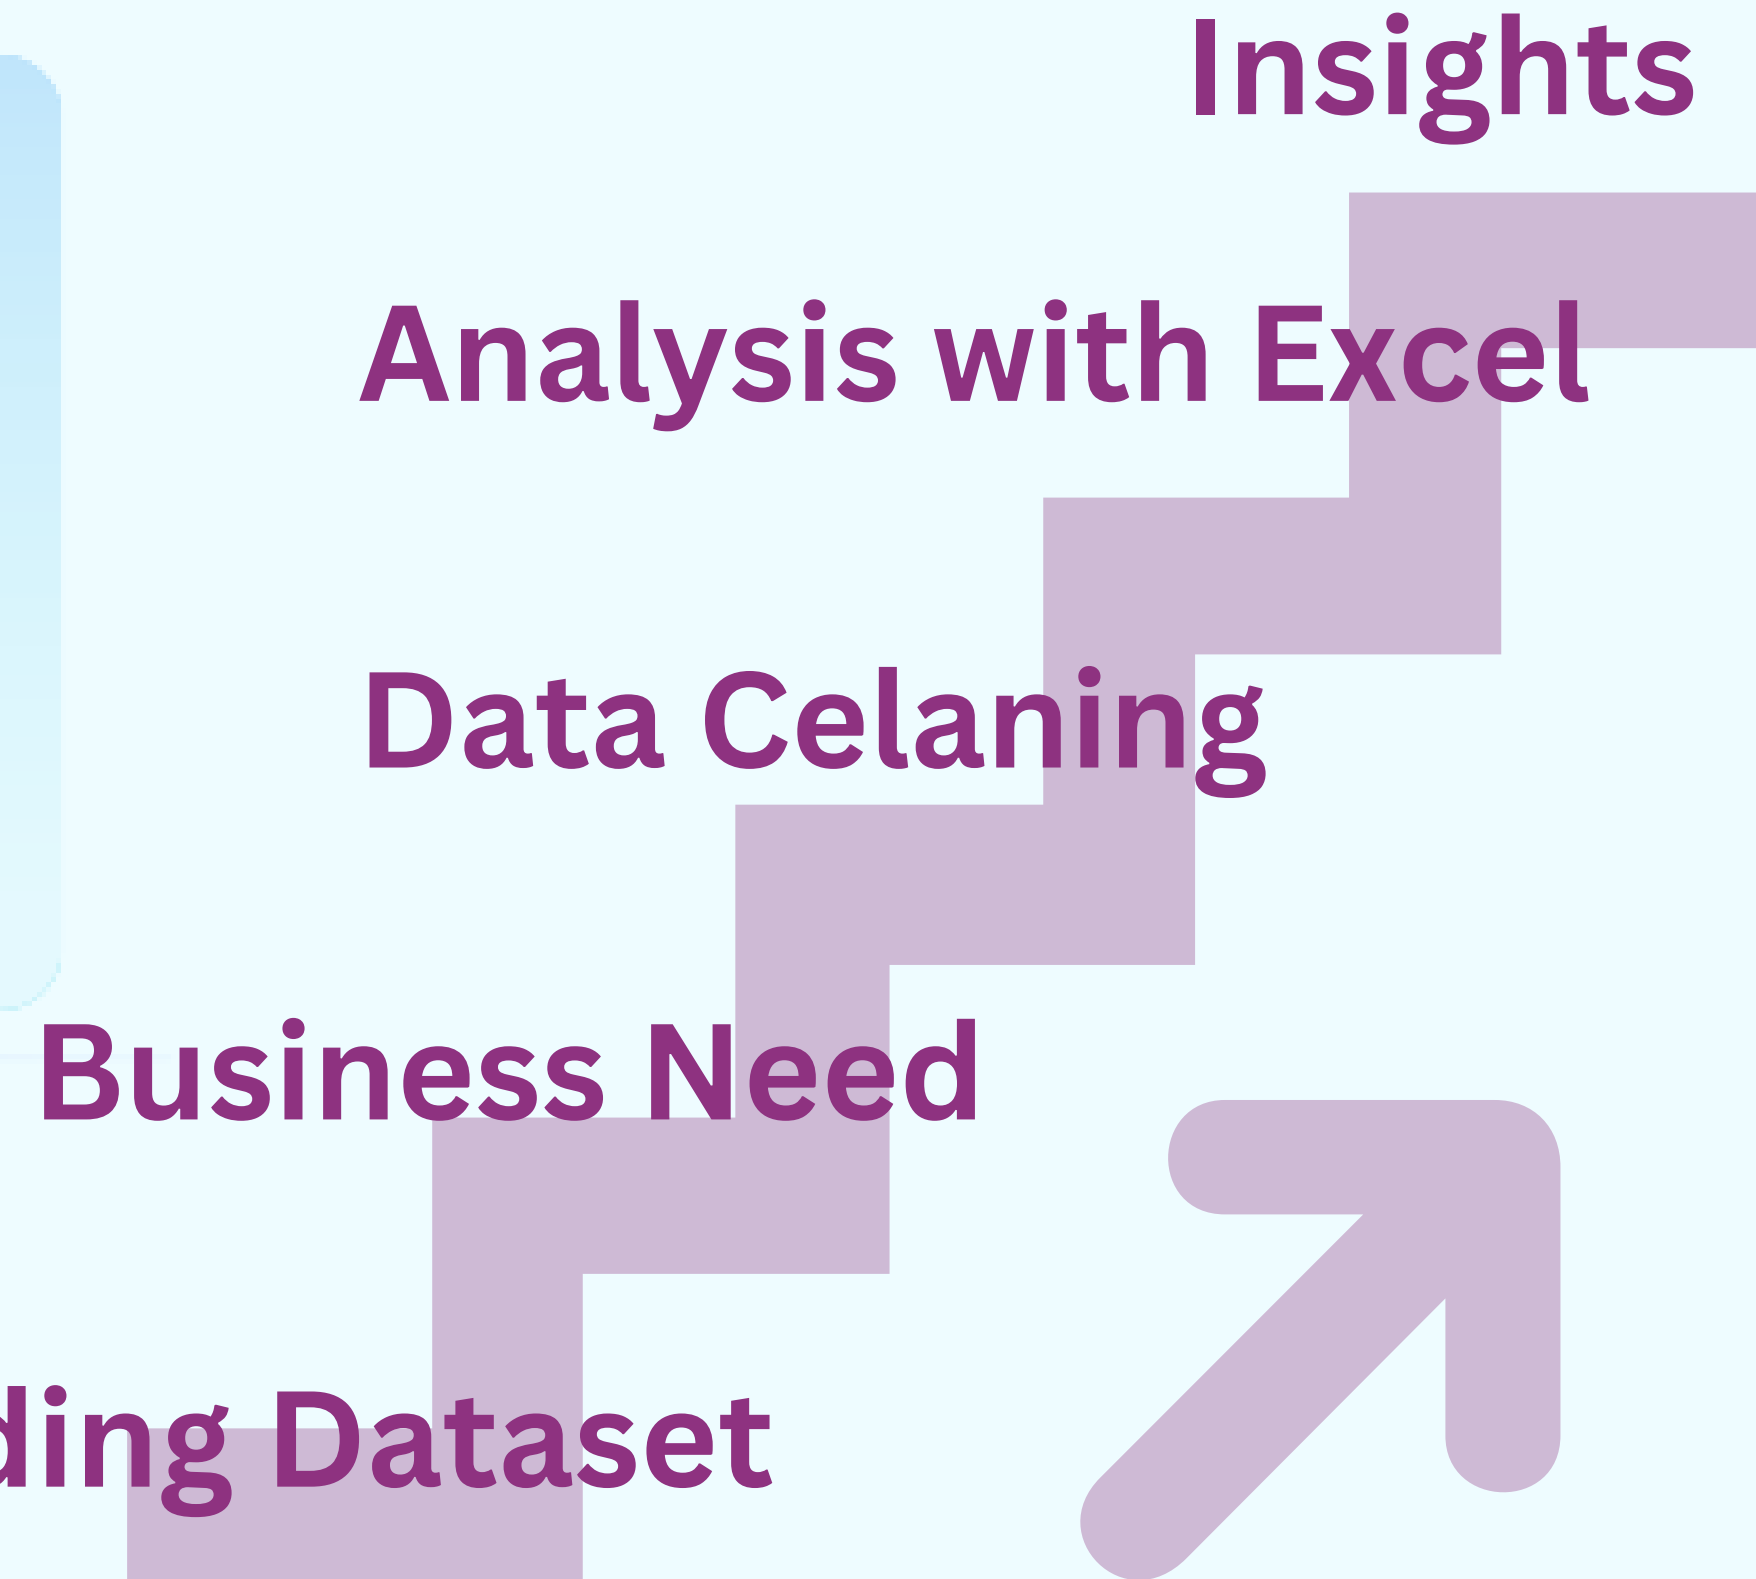 Insights
Analysis with Excel
Data Celaning
Business Need
ding Dataset